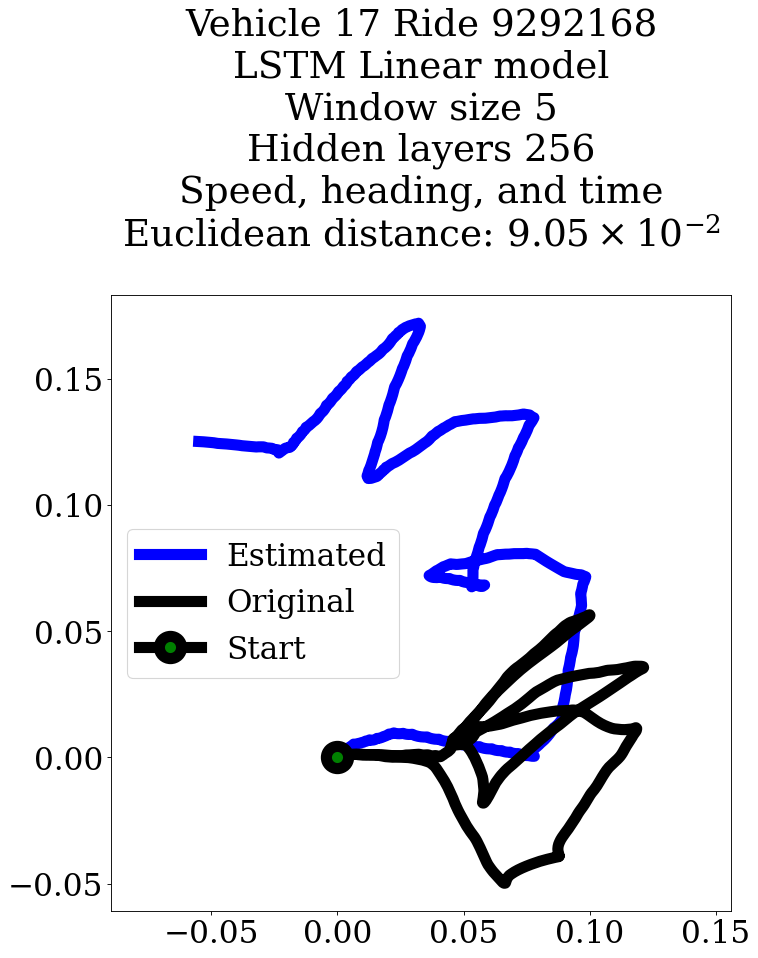 Vehicle 17 Ride 9292168
LSTM Linear model
Window size 5
Hidden layers 256
Speed, heading, and time
Euclidean distance: 9.05 × 10⁻²
0.15
0.10
0.05
0.00
−0.05
Estimated
Original
Start
−0.05 0.00 0.05 0.10 0.15